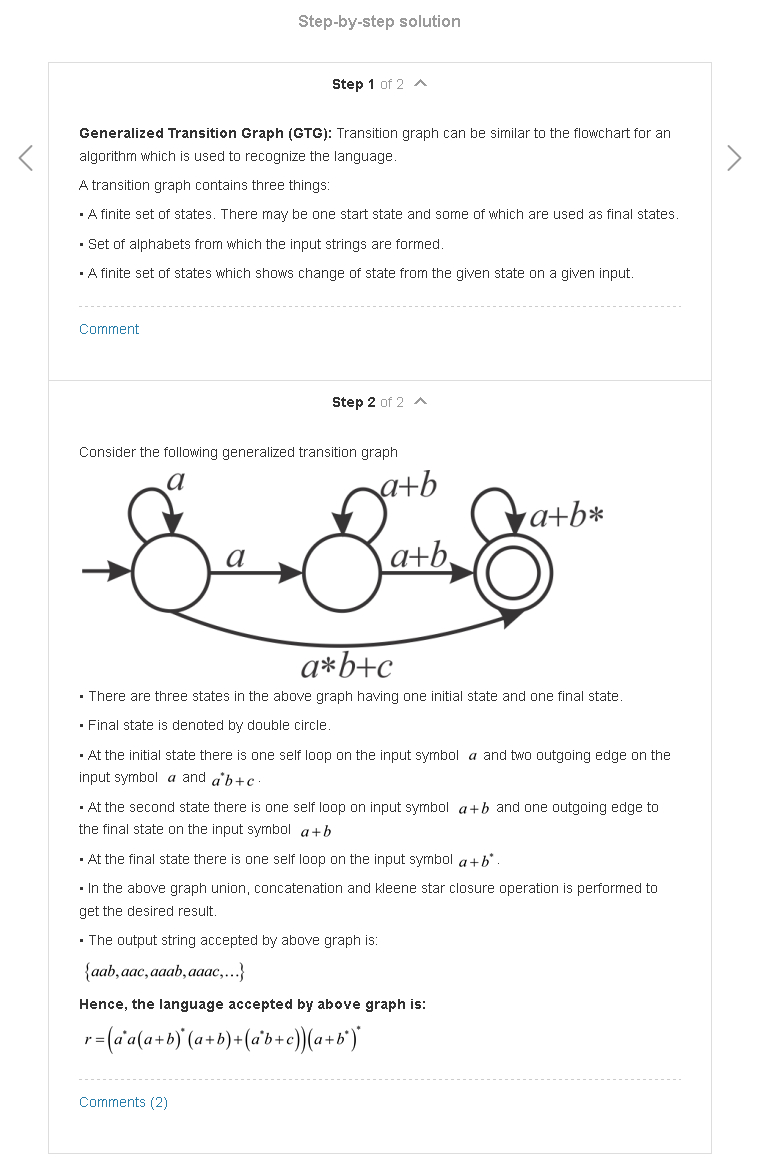 Step-by-step solution
Step 1 of 2
Generalized Transition Graph (GTG): Transition graph can be similar to the flowchart for an
algorithm which is used to recognize the language.
A transition graph contains three things:
• A finite set of states. There may be one start state and some of which are used as final states.
• Set of alphabets from which the input strings are formed.
• A finite set of states which shows change of state from the given state on a given input.
Comment
Step 2 of 2
Consider the following generalized transition graph
a
a+b
a+b*
a
a+b
a*b+c
• There are three states in the above graph having one initial state and one final state.
• Final state is denoted by double circle.
• At the initial state there is one self loop on the input symbol a and two outgoing edge on the
input symbol a and a*b+c.
• At the second state there is one self loop on input symbol a+b and one outgoing edge to
the final state on the input symbol a+b
• At the final state there is one self loop on the input symbol a+b*.
• In the above graph union, concatenation and kleene star closure operation is performed to
get the desired result.
• The output string accepted by above graph is:
{aab,aac,aaab,aaac,...}
Hence, the language accepted by above graph is:
r=(a*a(a+b)*(a+b)+(a*b+c))(a+b*)*
Comments (2)